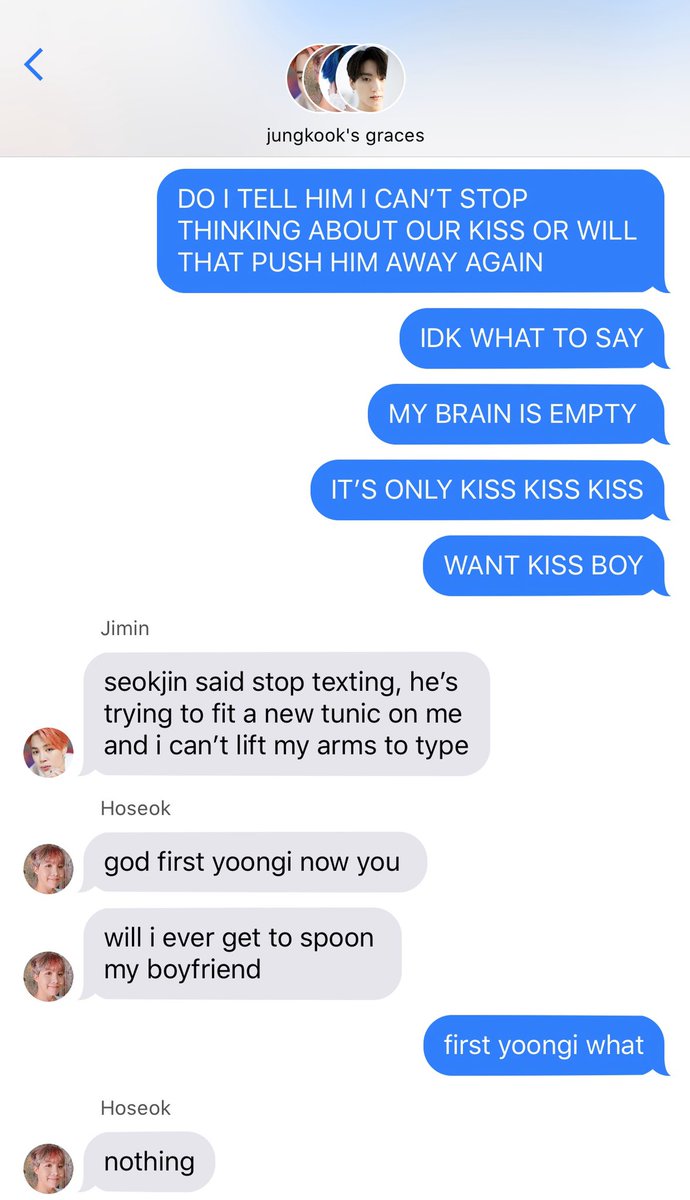 jungkook's graces
DO I TELL HIM I CAN’T STOP
THINKING ABOUT OUR KISS OR WILL
THAT PUSH HIM AWAY AGAIN
IDK WHAT TO SAY
MY BRAIN IS EMPTY
IT’S ONLY KISS KISS KISS
WANT KISS BOY
Jimin
seokjin said stop texting, he’s
trying to fit a new tunic on me
and i can’t lift my arms to type
Hoseok
god first yoongi now you
will i ever get to spoon
my boyfriend
first yoongi what
Hoseok
nothing